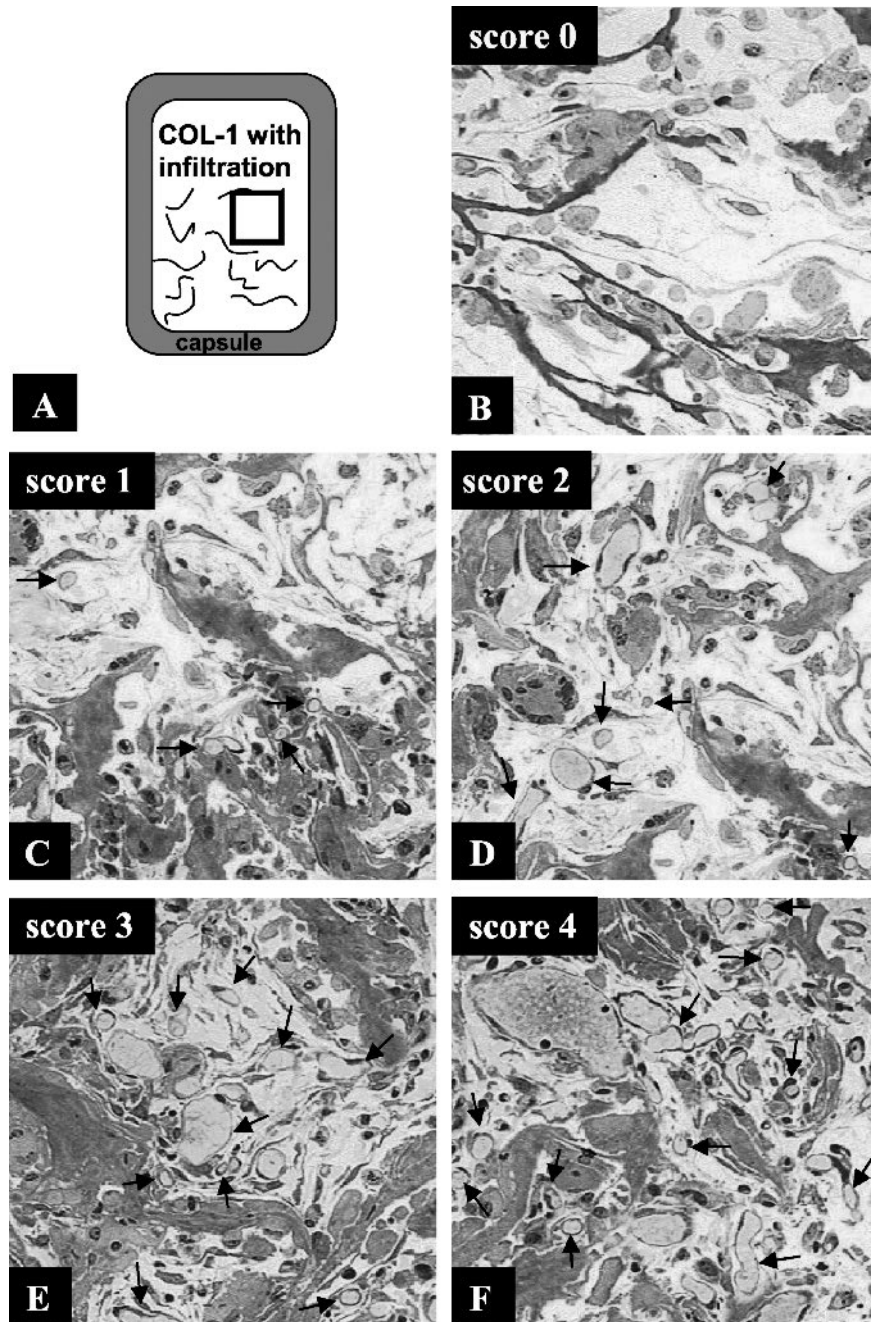 score 0
COL-1 with
infiltration
capsule
A
B
score 1
score 2
C
D
score 3
score 4
E
F